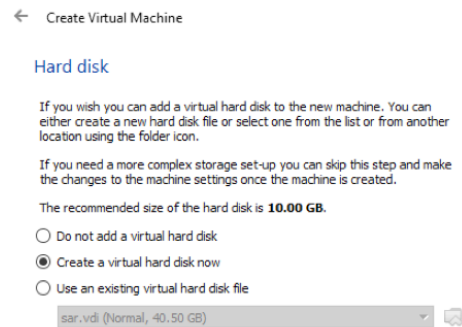 Create Virtual Machine
Hard disk
If you wish you can add a virtual hard disk to the new machine. You can
either create a new hard disk file or select one from the list or from another
location using the folder icon.
If you need a more complex storage set-up you can skip this step and make
the changes to the machine settings once the machine is created.
The recommended size of the hard disk is 10.00 GB.
Do not add a virtual hard disk
Create a virtual hard disk now
Use an existing virtual hard disk file
sar.vdi (Normal, 40.50 GB)